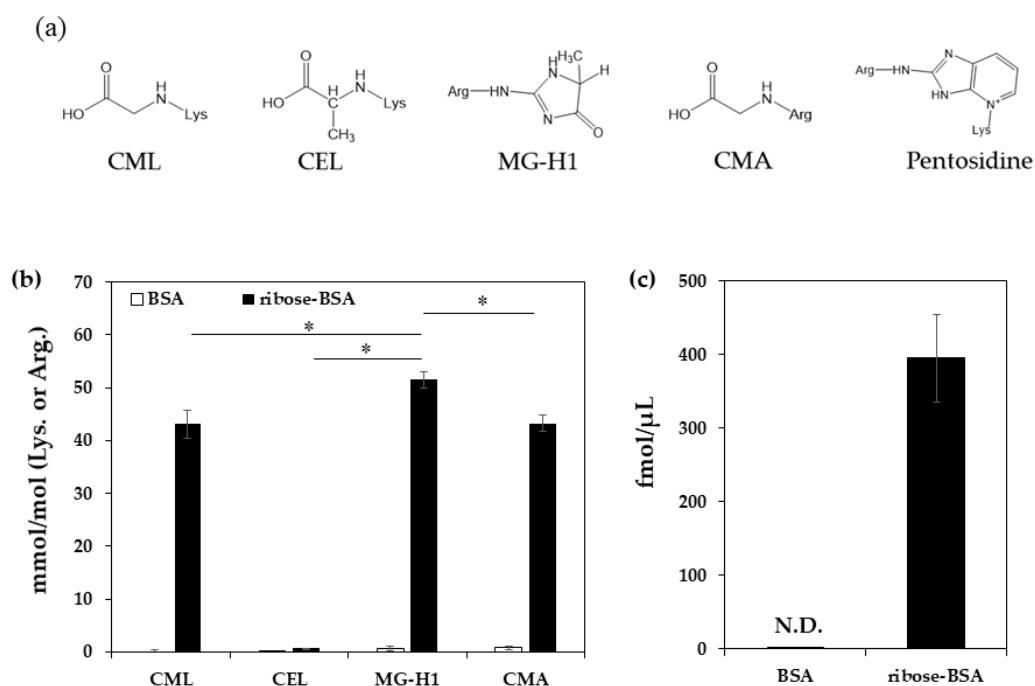 (a)
O
HO
H
N
Lys
CML
O
HO
H
H
N
Lys
CH3
CEL
H3C
HN
H
Arg
HN
N
O
MG-H1
O
HO
H
N
Arg
CMA
Arg
HN
N
HN
N+
Lys
Pentosidine
(b)
70
60
50
40
30
20
10
0
mmol/mol (Lys. or Arg.)
BSA ribose-BSA
*
*
*
CML CEL MG-H1 CMA
(c)
500
400
300
200
100
0
fmol/μL
N.D.
BSA ribose-BSA